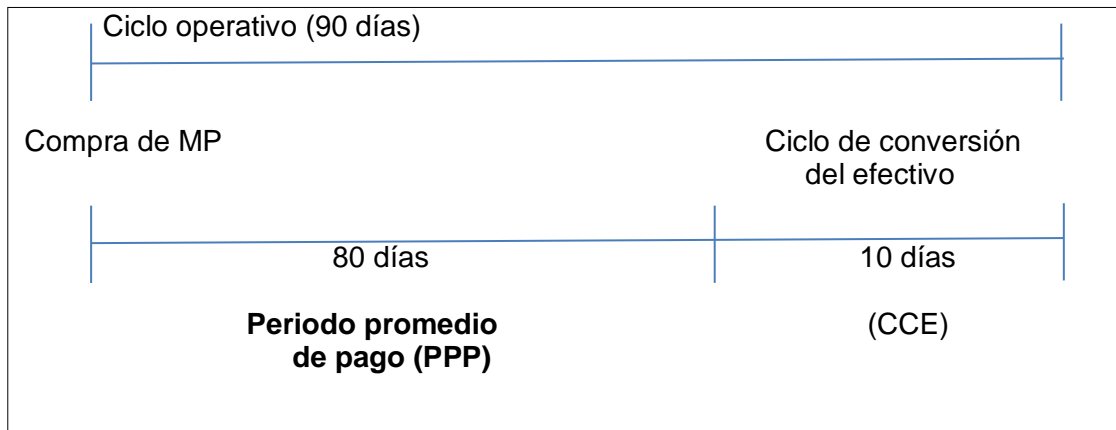 Ciclo operativo (90 días)
Compra de MP
Ciclo de conversión
del efectivo
80 días
10 días
Periodo promedio
de pago (PPP)
(CCE)